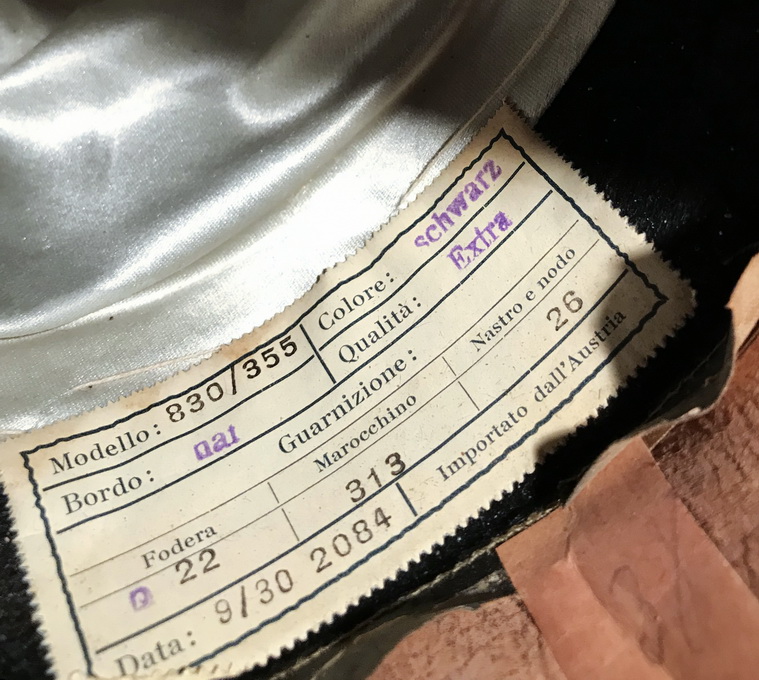 Modello: 830/355 Colore: schwarz
Bordo: nat Qualità: Extra
Guarnizione:
Fodera Marocchino Nastro e nodo
n 22 313 26
Data: 9/30 2084 Importato dall'Austria